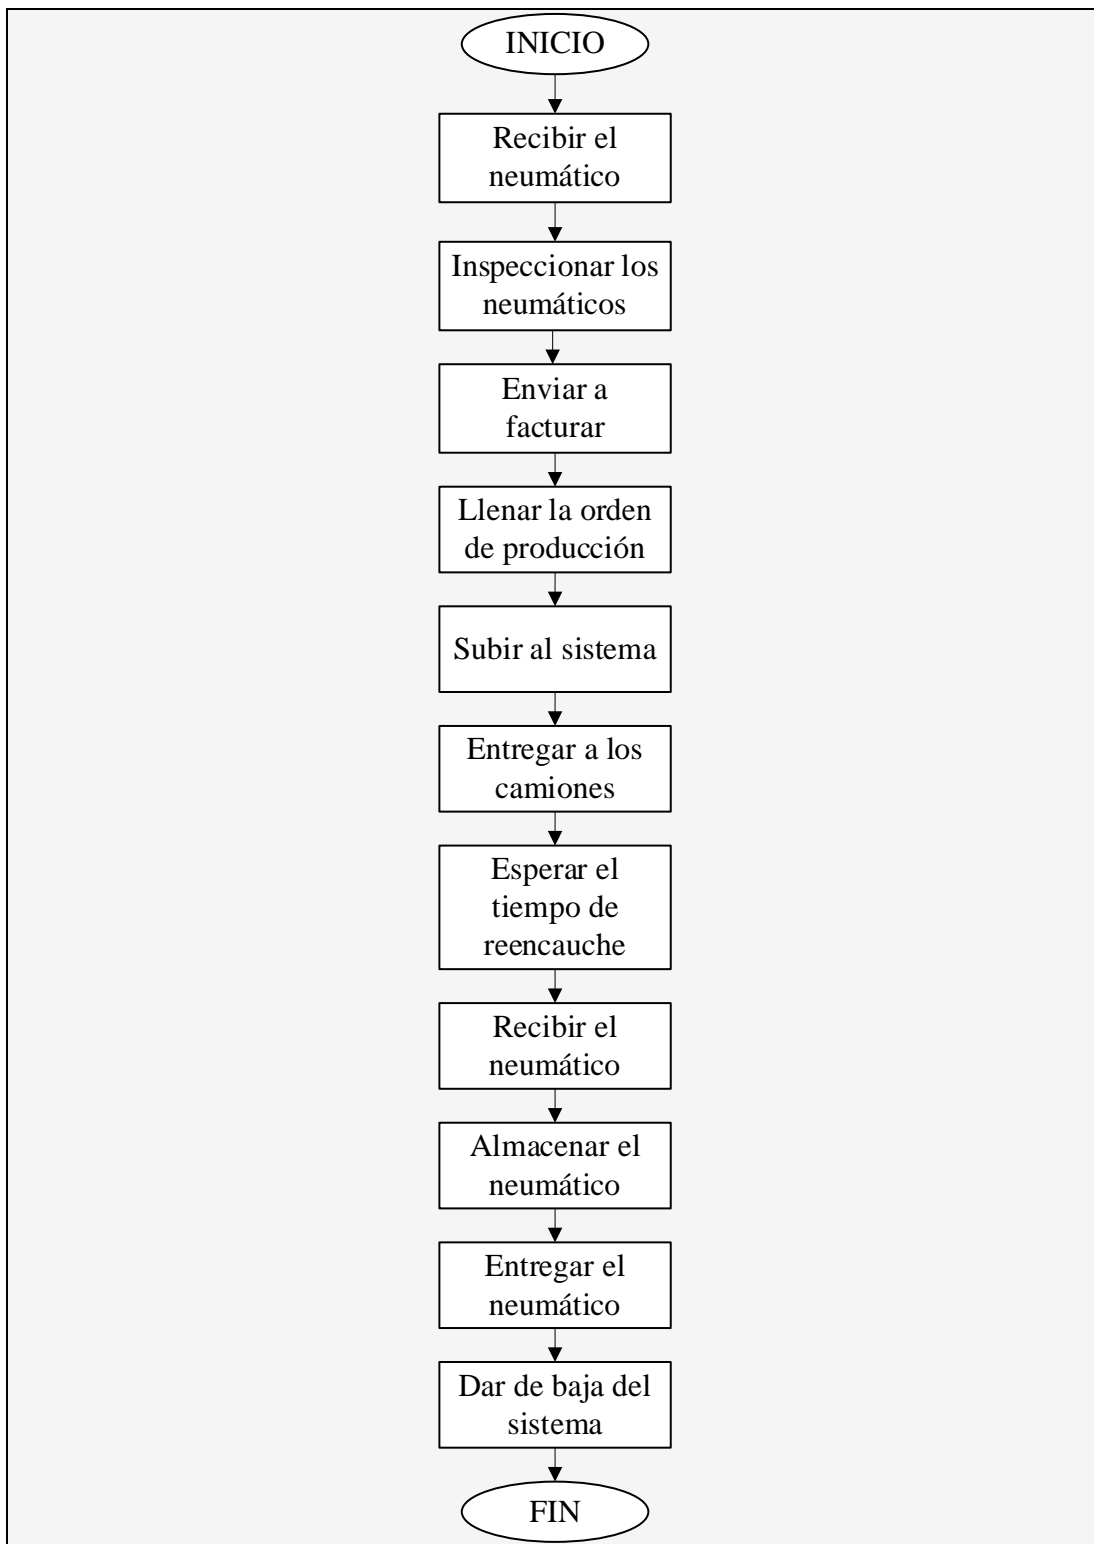 INICIO
Recibir el
neumático
Inspeccionar los
neumáticos
Enviar a
facturar
Llenar la orden
de producción
Subir al sistema
Entregar a los
camiones
Esperar el
tiempo de
reencauche
Recibir el
neumático
Almacenar el
neumático
Entregar el
neumático
Dar de baja del
sistema
FIN